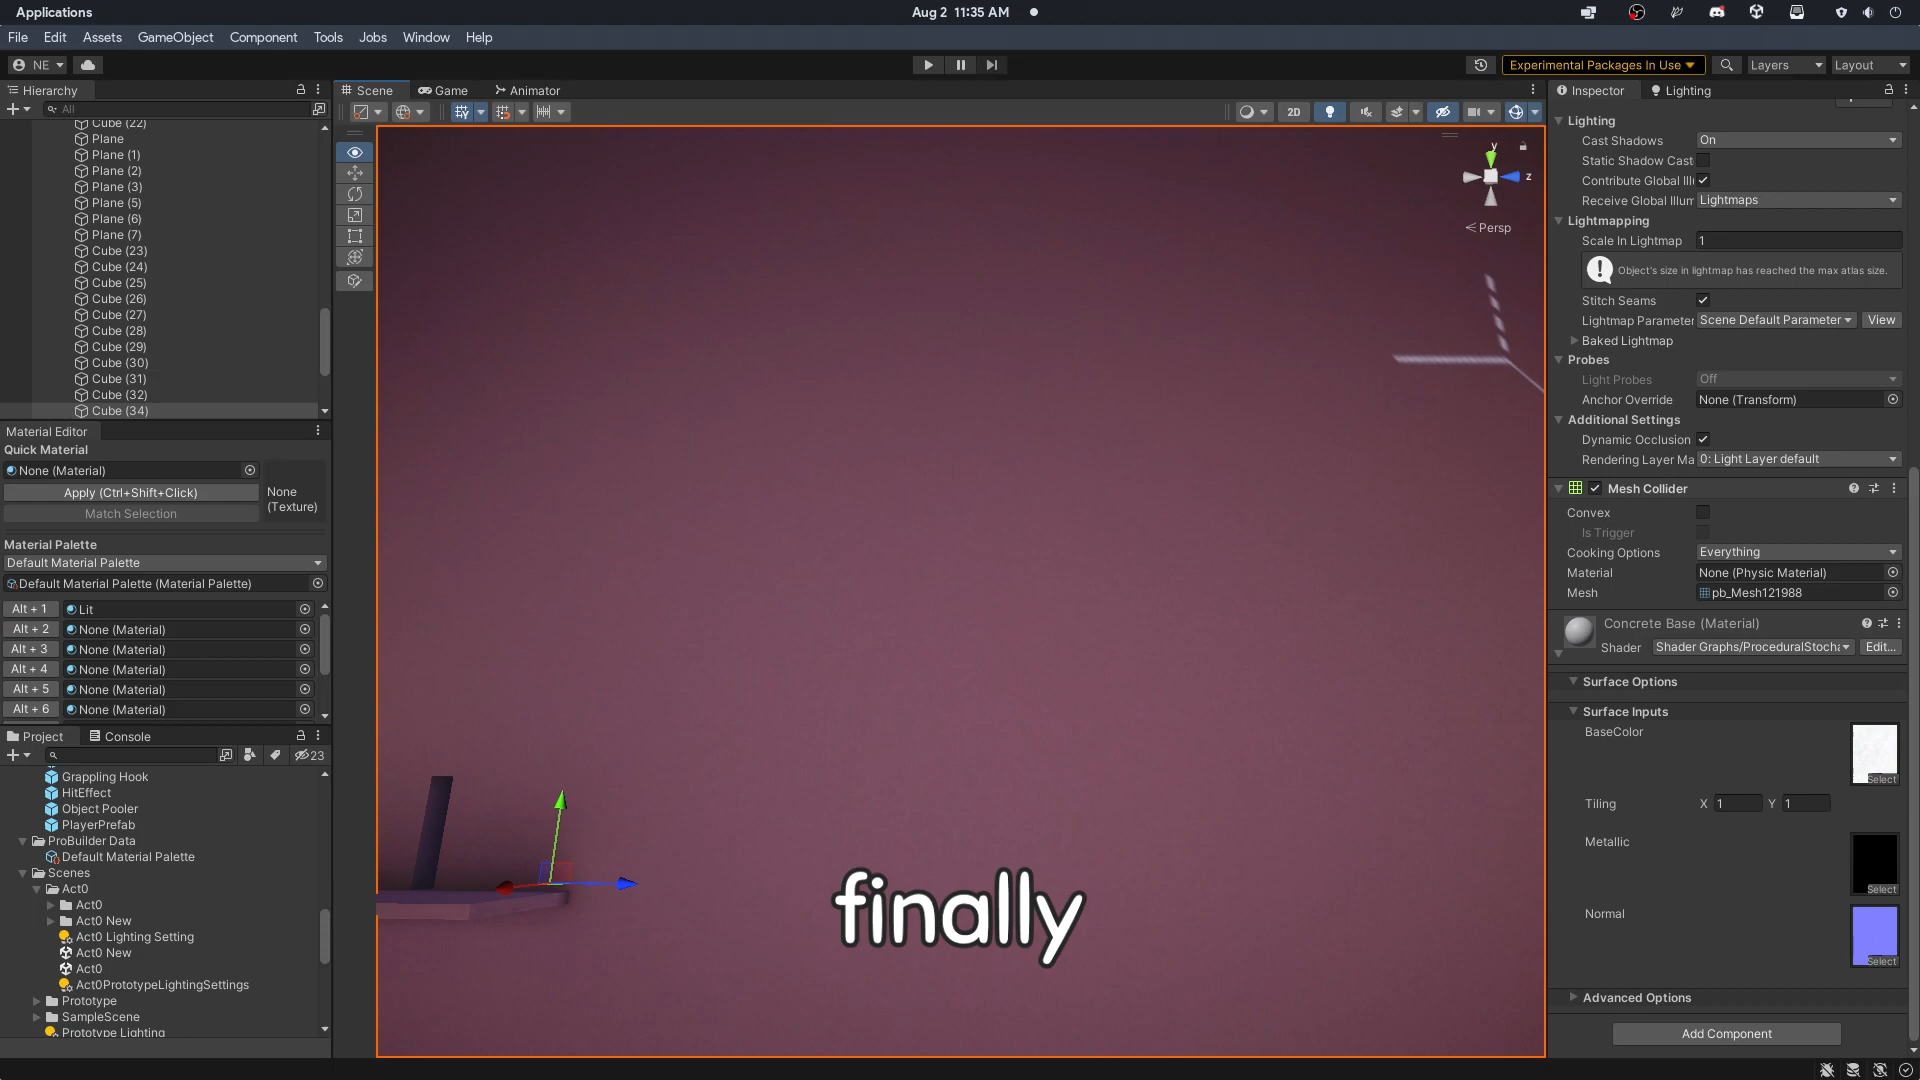 Applications
Aug 2 11:35 AM
File Edit Assets GameObject Component Tools Jobs Window Help
NE
Experimental Packages In Use
Layers
Layout
Hierarchy
All
Cube (22)
Plane
Plane (1)
Plane (2)
Plane (3)
Plane (5)
Plane (6)
Plane (7)
Cube (23)
Cube (24)
Cube (25)
Cube (26)
Cube (27)
Cube (28)
Cube (29)
Cube (30)
Cube (31)
Cube (32)
Cube (34)
Material Editor
Quick Material
None (Material)
Apply (Ctrl+Shift+Click)
None
(Texture)
Match Selection
Material Palette
Default Material Palette
Default Material Palette (Material Palette)
Alt + 1 Lit
Alt + 2 None (Material)
Alt + 3 None (Material)
Alt + 4 None (Material)
Alt + 5 None (Material)
Alt + 6 None (Material)
Project Console
23
Grappling Hook
HitEffect
Object Pooler
PlayerPrefab
ProBuilder Data
Default Material Palette
Scenes
Act0
Act0
Act0 New
Act0 Lighting Setting
Act0 New
Act0
Act0PrototypeLightingSettings
Prototype
SampleScene
Prototype Lighting
Scene Game Animator
2D
y
z
Persp
finally
Inspector Lighting
Lighting
Cast Shadows On
Static Shadow Cast
Contribute Global Illu
Receive Global Illum Lightmaps
Lightmapping
Scale In Lightmap 1
Object's size in lightmap has reached the max atlas size.
Stitch Seams
Lightmap Parameter Scene Default Parameter View
Baked Lightmap
Probes
Light Probes Off
Anchor Override None (Transform)
Additional Settings
Dynamic Occlusion
Rendering Layer Ma 0: Light Layer default
Mesh Collider
Convex
Is Trigger
Cooking Options Everything
Material None (Physic Material)
Mesh pb_Mesh121988
Concrete Base (Material)
Shader Shader Graphs/ProceduralStocha Edit...
Surface Options
Surface Inputs
BaseColor
Select
Tiling X 1 Y 1
Metallic
Select
Normal
Select
Advanced Options
Add Component